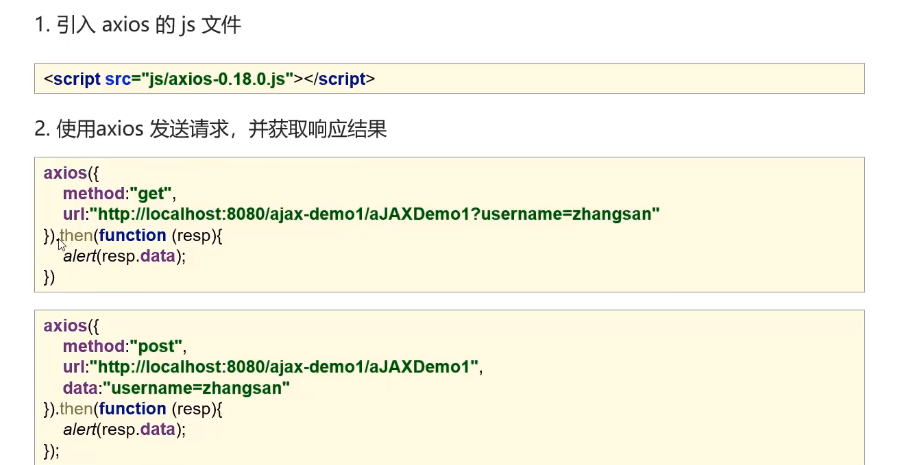 1. 引入 axios 的 js 文件
<script src="js/axios-0.18.0.js"></script>
2. 使用axios 发送请求，并获取响应结果
axios({
method:"get",
url:"http://localhost:8080/ajax-demo1/aJAXDemo1?username=zhangsan"
}).then(function (resp){
alert(resp.data);
})
axios({
method:"post",
url:"http://localhost:8080/ajax-demo1/aJAXDemo1",
data:"username=zhangsan"
}).then(function (resp){
alert(resp.data);
});